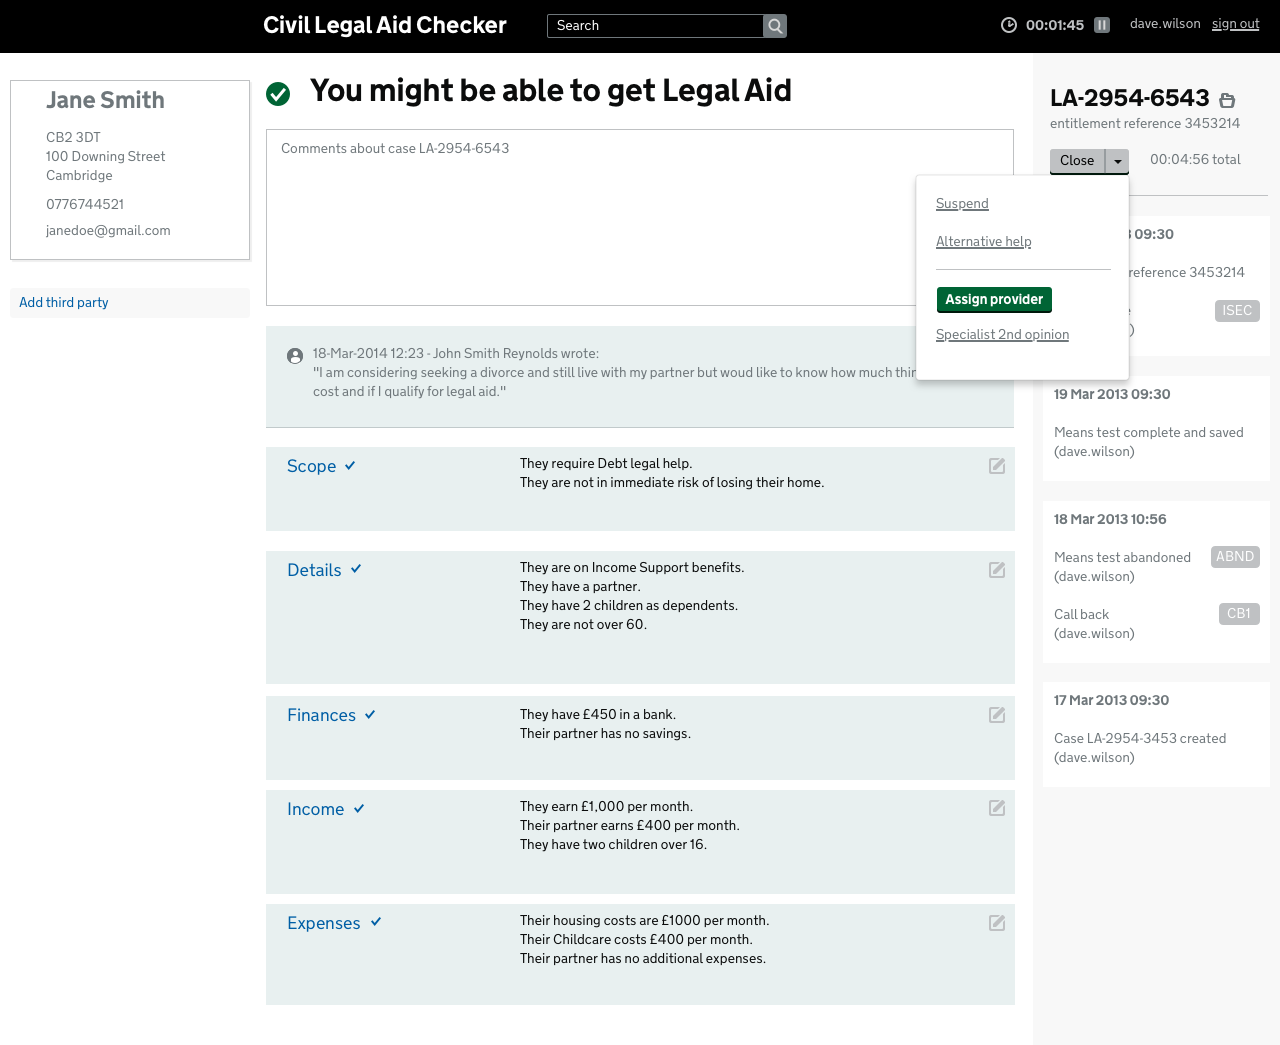 Civil Legal Aid Checker
Search
00:01:45
dave.wilson
sign out
Jane Smith
CB2 3DT
100 Downing Street
Cambridge
0776744521
janedoe@gmail.com
Add third party
You might be able to get Legal Aid
Comments about case LA-2954-6543
18-Mar-2014 12:23 - John Smith Reynolds wrote:
"I am considering seeking a divorce and still live with my partner but woud like to know how much
cost and if I qualify for legal aid."
Scope
They require Debt legal help.
They are not in immediate risk of losing their home.
Details
They are on Income Support benefits.
They have a partner.
They have 2 children as dependents.
They are not over 60.
Finances
They have £450 in a bank.
Their partner has no savings.
Income
They earn £1,000 per month.
Their partner earns £400 per month.
They have two children over 16.
Expenses
Their housing costs are £1000 per month.
Their Childcare costs £400 per month.
Their partner has no additional expenses.
LA-2954-6543
entitlement reference 3453214
Close
00:04:56 total
Suspend
Alternative help
Assign provider
Specialist 2nd opinion
09:30
reference 3453214
ISEC
19 Mar 2013 09:30
Means test complete and saved
(dave.wilson)
18 Mar 2013 10:56
Means test abandoned
(dave.wilson)
ABND
Call back
(dave.wilson)
CB1
17 Mar 2013 09:30
Case LA-2954-3453 created
(dave.wilson)